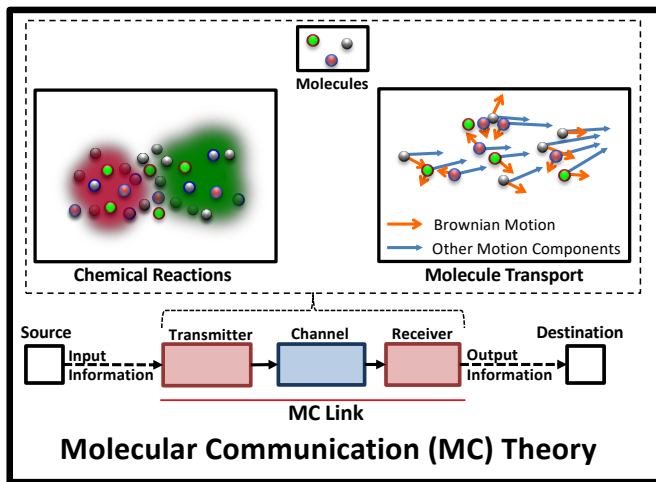 Molecules
Brownian Motion
Other Motion Components
Chemical Reactions
Molecule Transport
Source
Transmitter
Channel
Receiver
Destination
Input
Information
Output
Information
MC Link
Molecular Communication (MC) Theory